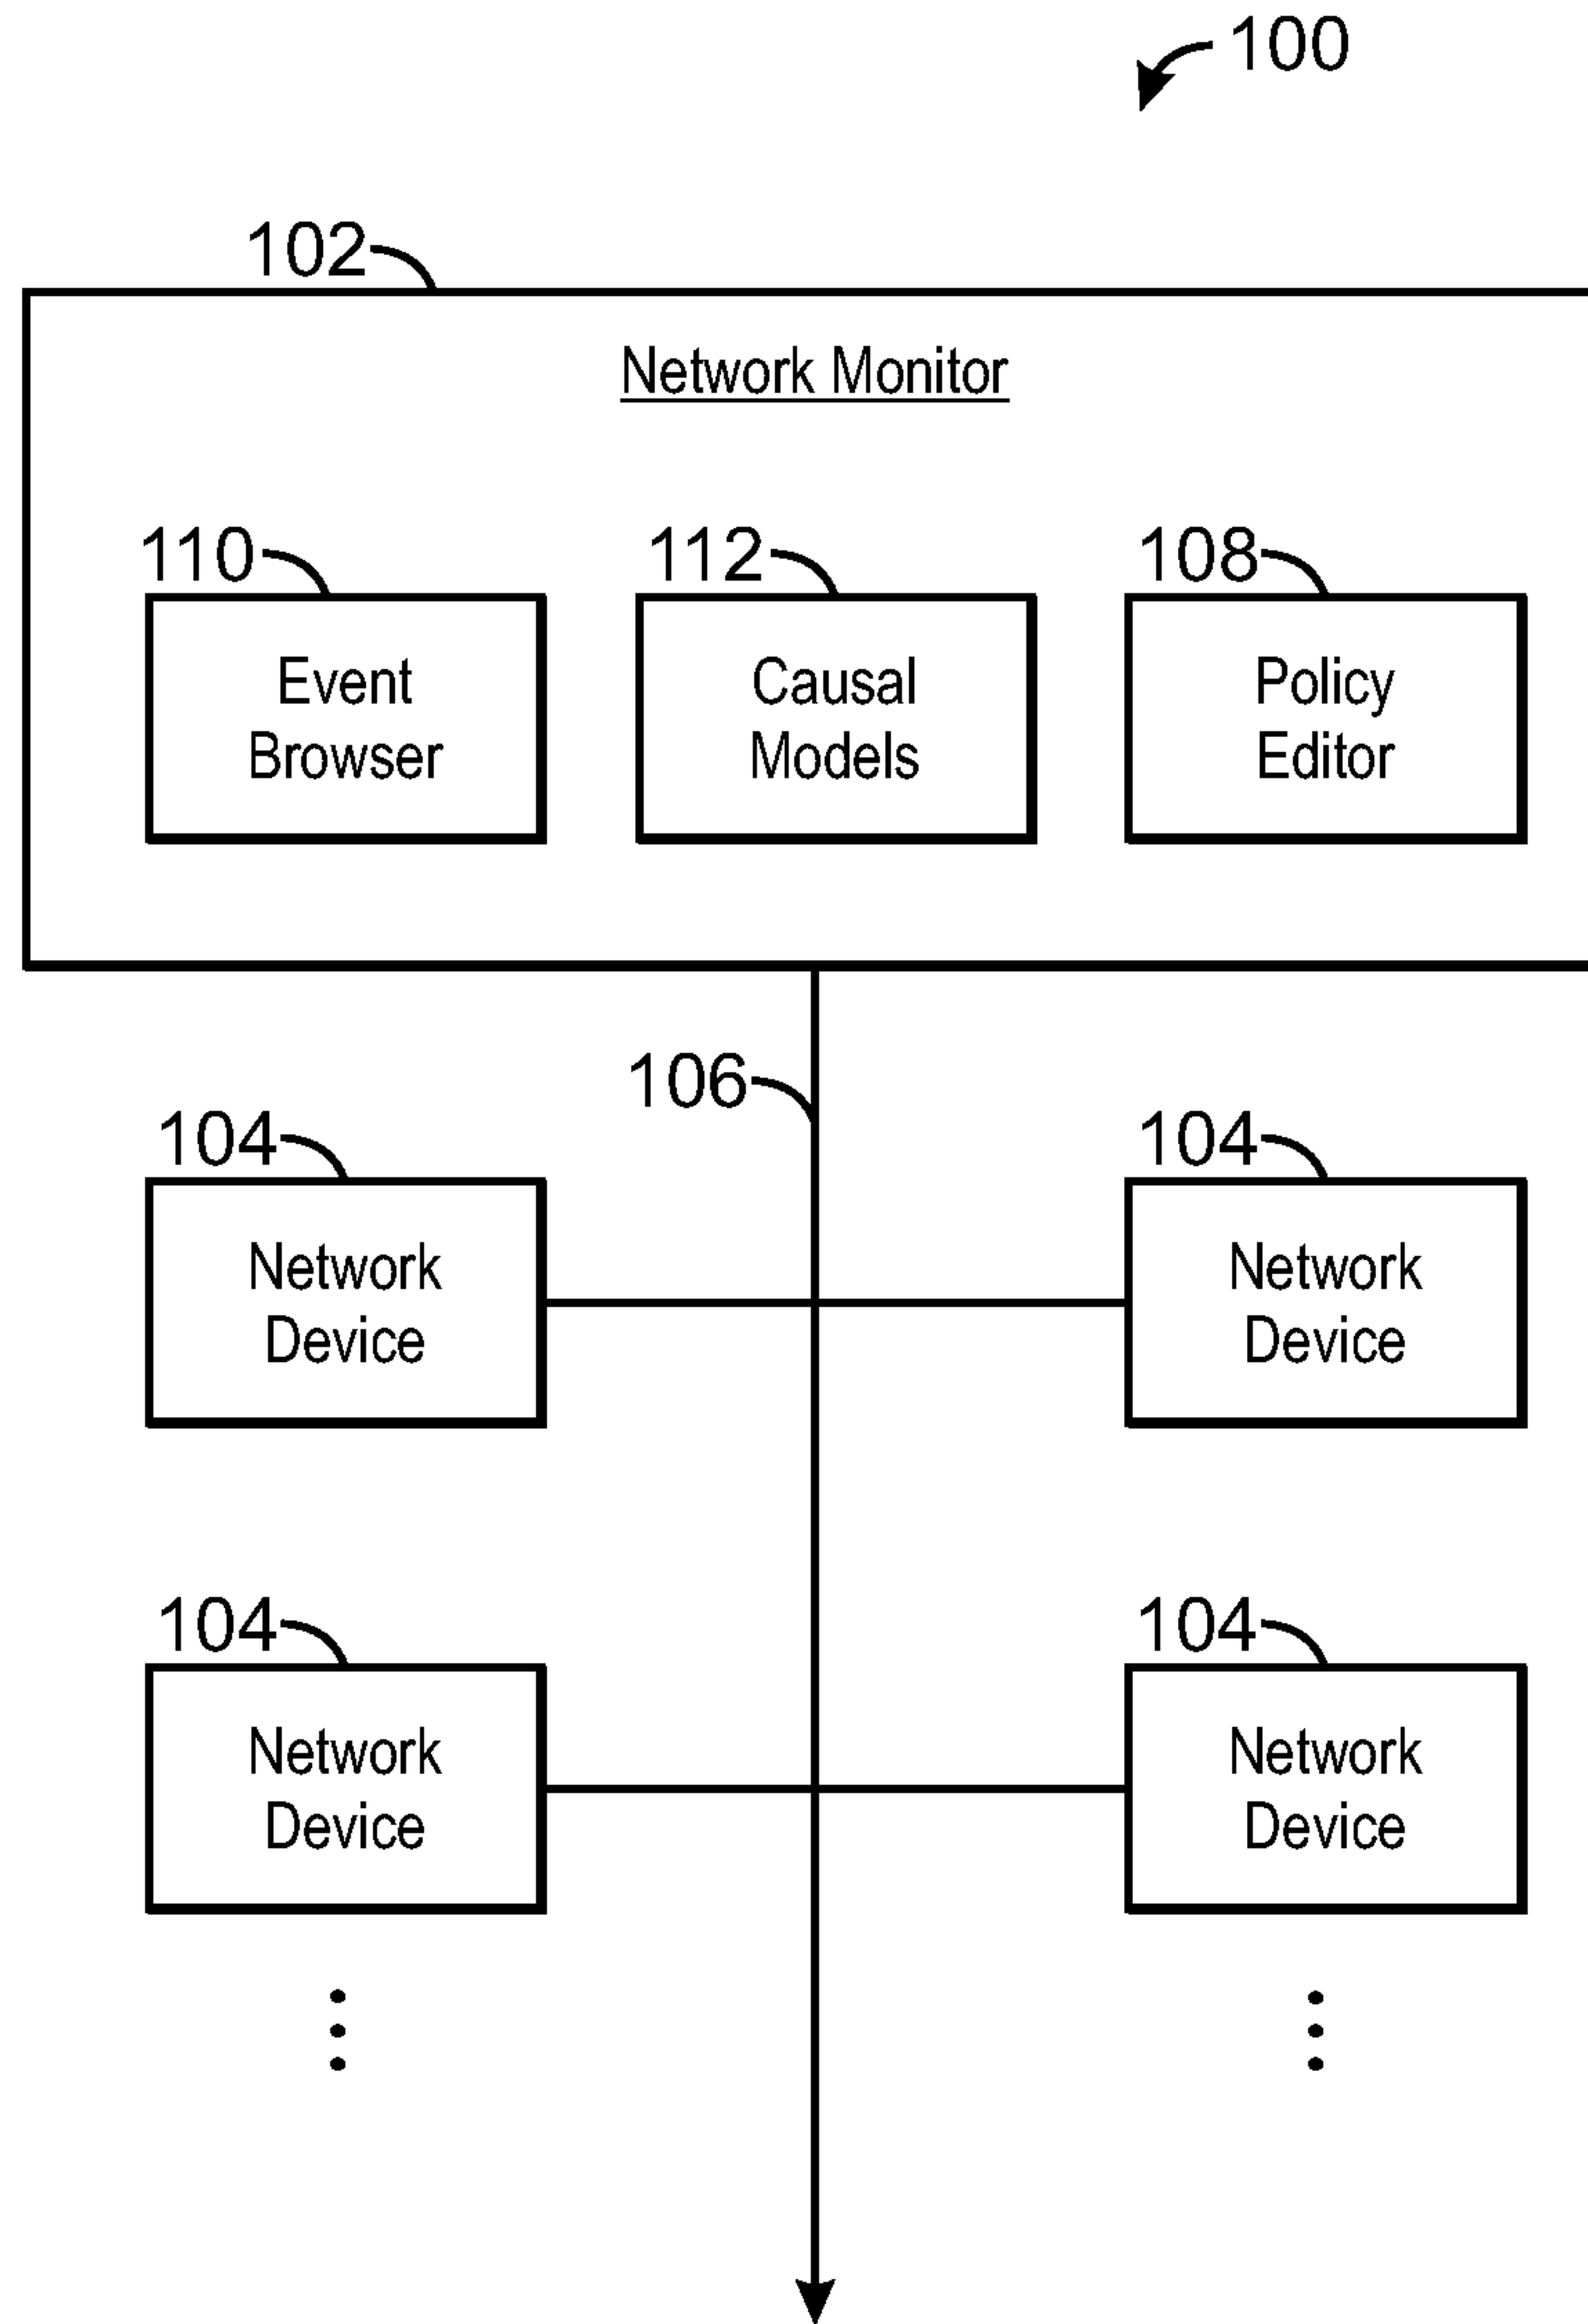 100
102
Network Monitor
110
112
108
Event
Browser
Causal
Models
Policy
Editor
106
104
104
Network
Device
Network
Device
104
104
Network
Device
Network
Device